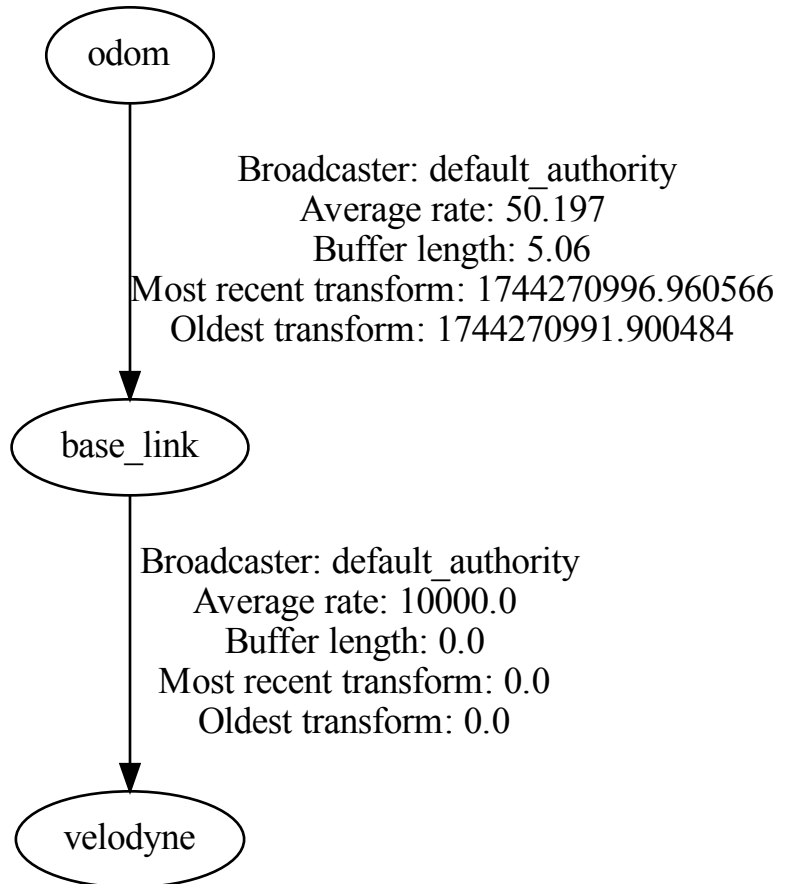 odom
Broadcaster: default_authority
Average rate: 50.197
Buffer length: 5.06
Most recent transform: 1744270996.960566
Oldest transform: 1744270991.900484
base_link
Broadcaster: default_authority
Average rate: 10000.0
Buffer length: 0.0
Most recent transform: 0.0
Oldest transform: 0.0
velodyne